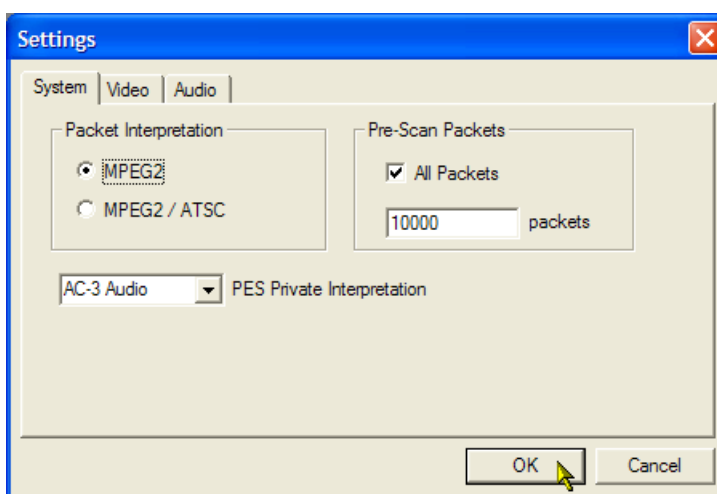 Settings
System Video Audio
Packet Interpretation
MPEG2
MPEG2 / ATSC
Pre-Scan Packets
All Packets
10000 packets
AC-3 Audio PES Private Interpretation
OK Cancel